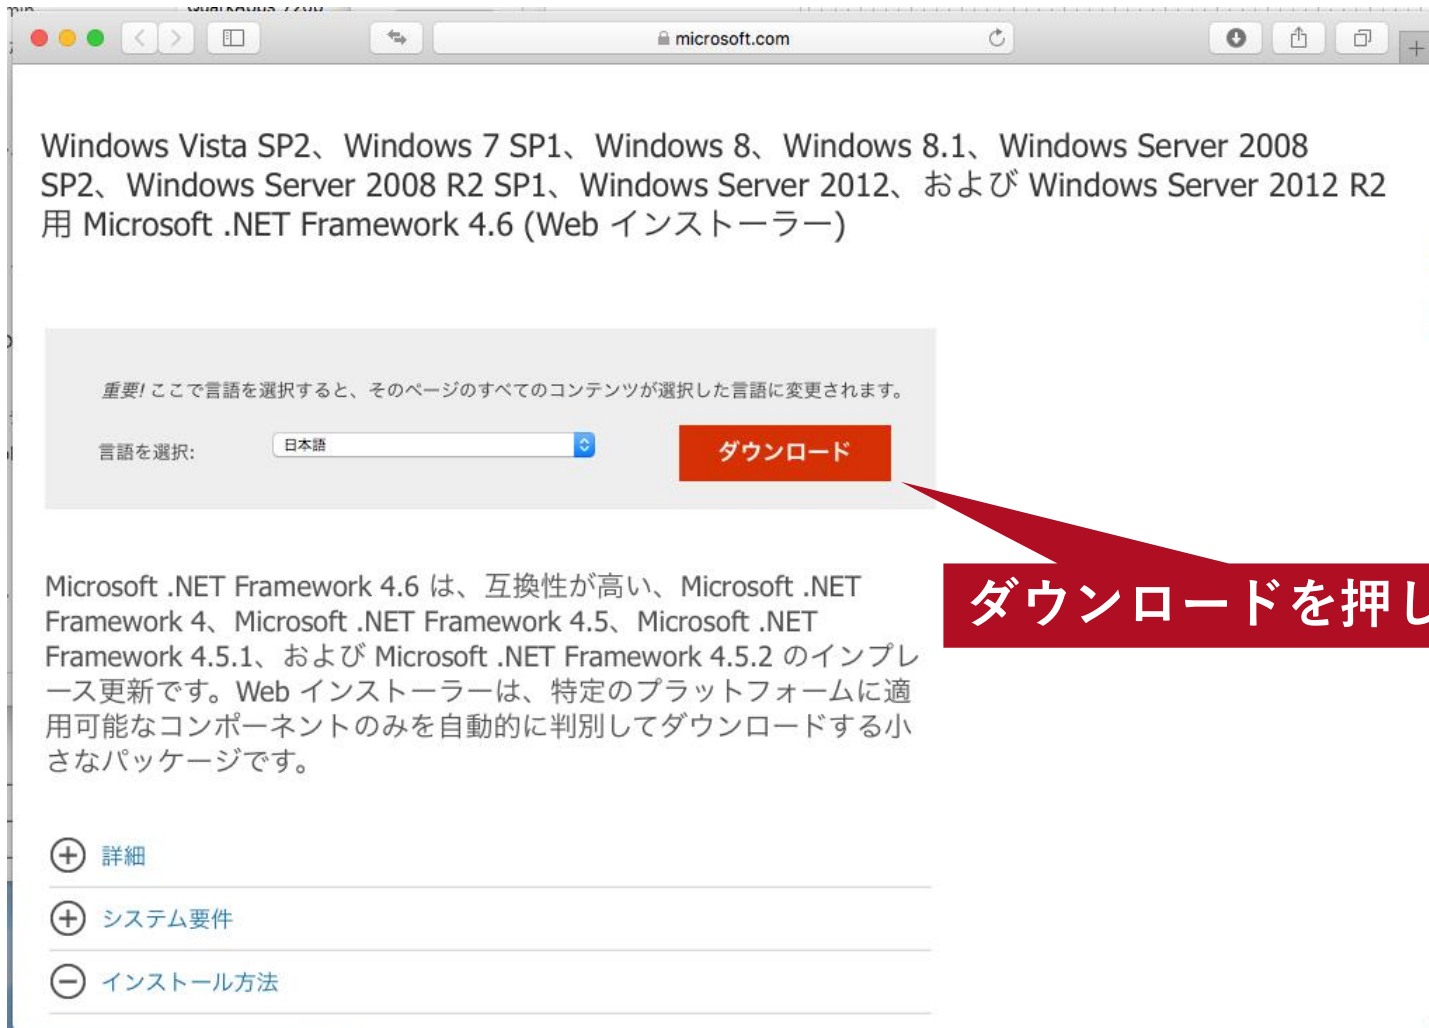 microsoft.com
Windows Vista SP2、Windows 7 SP1、Windows 8、Windows 8.1、Windows Server 2008
SP2、Windows Server 2008 R2 SP1、Windows Server 2012、および Windows Server 2012 R2
用 Microsoft .NET Framework 4.6 (Web インストーラー)
重要! ここで言語を選択すると、そのページのすべてのコンテンツが選択した言語に変更されます。
言語を選択: 日本語 ダウンロード
ダウンロードを押し
Microsoft .NET Framework 4.6 は、互換性が高い、Microsoft .NET
Framework 4、Microsoft .NET Framework 4.5、Microsoft .NET
Framework 4.5.1、および Microsoft .NET Framework 4.5.2 のインプレ
ース更新です。Web インストーラーは、特定のプラットフォームに適
用可能なコンポーネントのみを自動的に判別してダウンロードする小
さなパッケージです。
詳細
システム要件
インストール方法